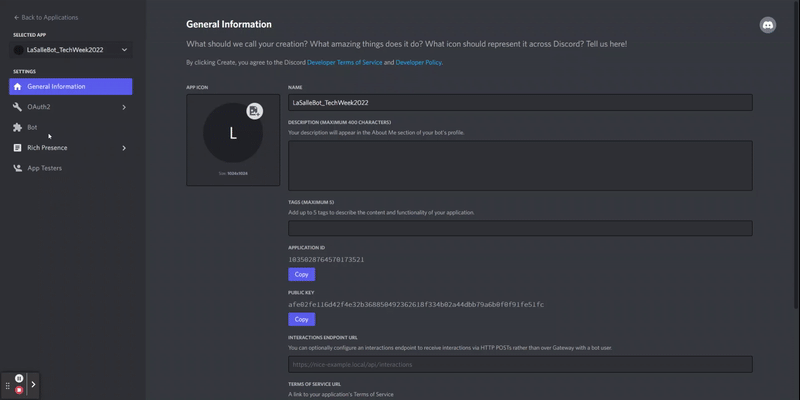 Back to Applications
SELECTED APP
LaSalleBot_TechWeek2022
SETTINGS
General Information
OAuth2
Bot
Rich Presence
App Testers
General Information
What should we call your creation? What amazing things does it do? What icon should represent it across Discord? Tell us here!
By clicking Create, you agree to the Discord Developer Terms of Service and Developer Policy.
APP ICON
L
Size: 1024x1024
NAME
LaSalleBot_TechWeek2022
DESCRIPTION (MAXIMUM 400 CHARACTERS)
Your description will appear in the About Me section of your bot's profile.
TAGS (MAXIMUM 5)
Add up to 5 tags to describe the content and functionality of your application.
APPLICATION ID
1035028764570173521
Copy
PUBLIC KEY
afe02fe116d42f4e32b368850492362618f334b02a44dbb79a6b0f0f91fe51fc
Copy
INTERACTIONS ENDPOINT URL
You can optionally configure an interactions endpoint to receive interactions via HTTP POSTs rather than over Gateway with a bot user.
https://nice-example.local/api/interactions
TERMS OF SERVICE URL
A link to your application's Terms of Service